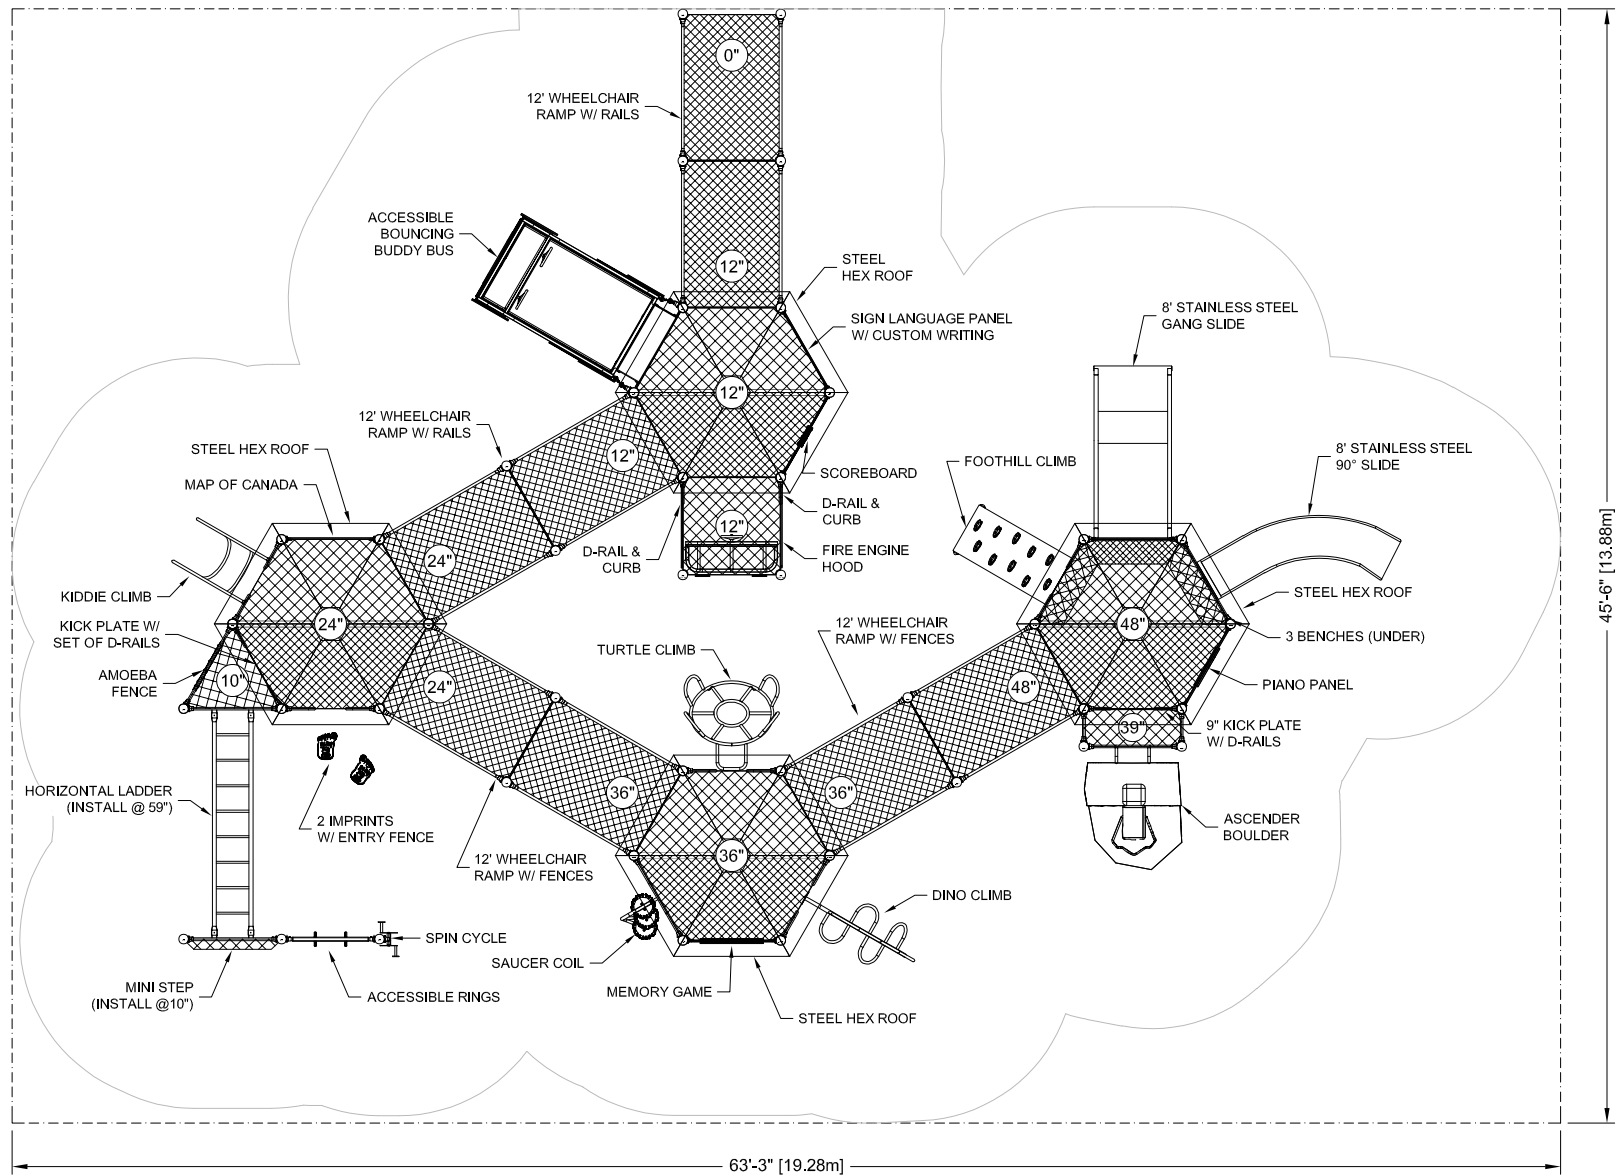 0"
12' WHEELCHAIR
RAMP W/ RAILS
ACCESSIBLE
BOUNCING
BUDDY BUS
12"
STEEL
HEX ROOF
SIGN LANGUAGE PANEL
W/ CUSTOM WRITING
8' STAINLESS STEEL
GANG SLIDE
12"
12' WHEELCHAIR
RAMP W/ RAILS
12"
STEEL HEX ROOF
MAP OF CANADA
SCOREBOARD
FOOTHILL CLIMB
8' STAINLESS STEEL
90° SLIDE
D-RAIL &
CURB
12"
D-RAIL &
CURB
FIRE ENGINE
HOOD
24"
KIDDIE CLIMB
STEEL HEX ROOF
KICK PLATE W/
SET OF D-RAILS
24"
12' WHEELCHAIR
RAMP W/ FENCES
48"
3 BENCHES (UNDER)
TURTLE CLIMB
AMOEBA
FENCE
10"
24"
48"
PIANO PANEL
39"
9" KICK PLATE
W/ D-RAILS
HORIZONTAL LADDER
(INSTALL @ 59")
2 IMPRINTS
W/ ENTRY FENCE
36"
36"
ASCENDER
BOULDER
12' WHEELCHAIR
RAMP W/ FENCES
36"
DINO CLIMB
SPIN CYCLE
SAUCER COIL
MINI STEP
(INSTALL @10")
ACCESSIBLE RINGS
MEMORY GAME
STEEL HEX ROOF
45'-6" [13.88m]
63'-3" [19.28m]